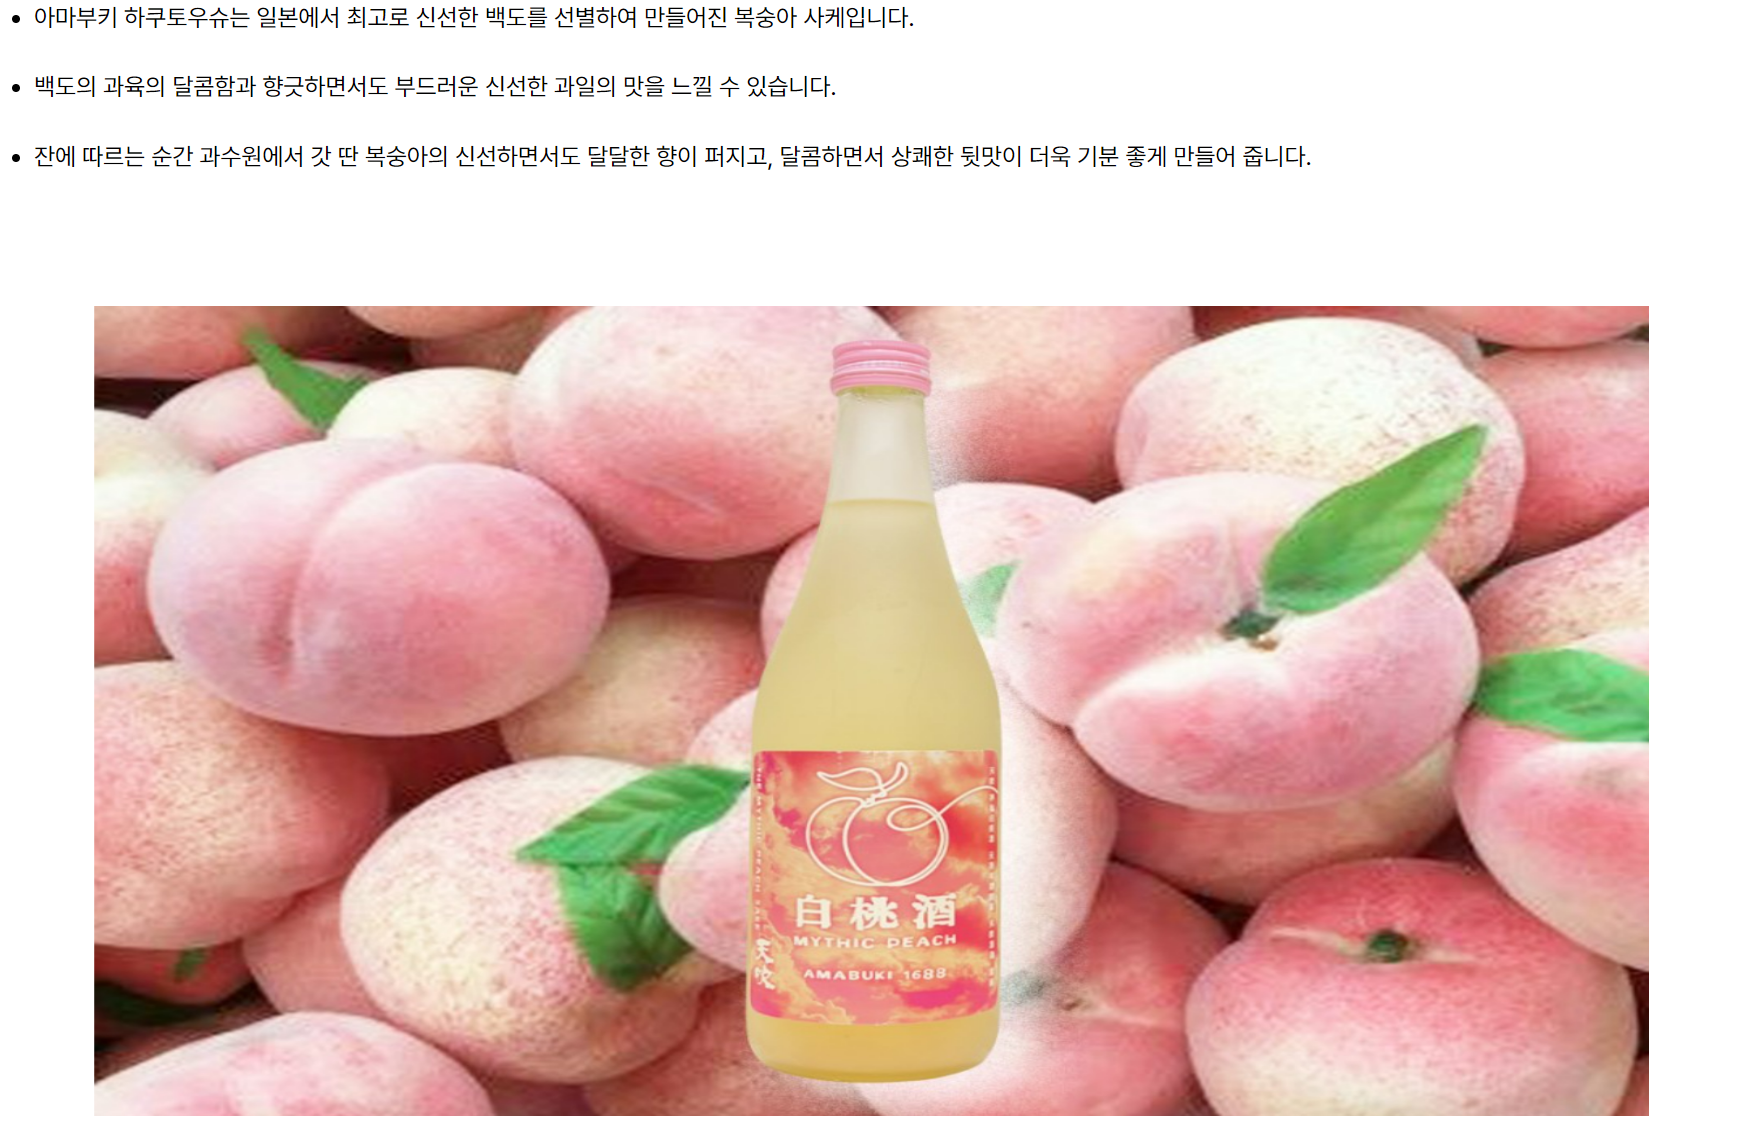 아마부키 하쿠토우슈는 일본에서 최고로 신선한 백도를 선별하여 만들어진 복숭아 사케입니다.
백도의 과육의 달콤함과 향긋하면서도 부드러운 신선한 과일의 맛을 느낄 수 있습니다.
잔에 따르는 순간 과수원에서 갓 딴 복숭아의 신선하면서도 달달한 향이 퍼지고, 달콤하면서 상쾌한 뒷맛이 더욱 기분 좋게 만들어 줍니다.
白桃酒
MYTHIC PEACH
AMABUKI 1688
天吹